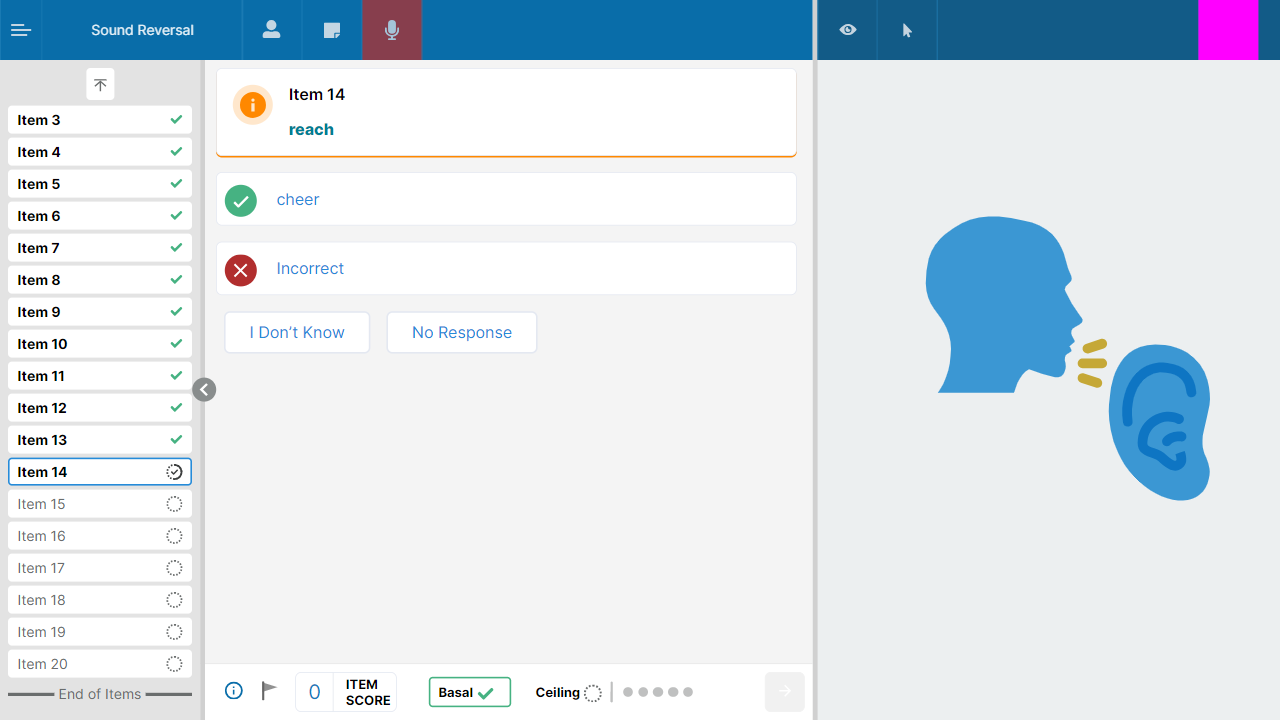 Sound Reversal
Item 3
Item 4
Item 5
Item 6
Item 7
Item 8
Item 9
Item 10
Item 11
Item 12
Item 13
Item 14
Item 15
Item 16
Item 17
Item 18
Item 19
Item 20
End of Items
Item 14
reach
cheer
Incorrect
I Don’t Know
No Response
0
ITEM
SCORE
Basal
Ceiling